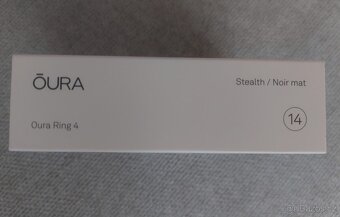 ŌURA
Stealth / Noir mat
Oura Ring 4
14